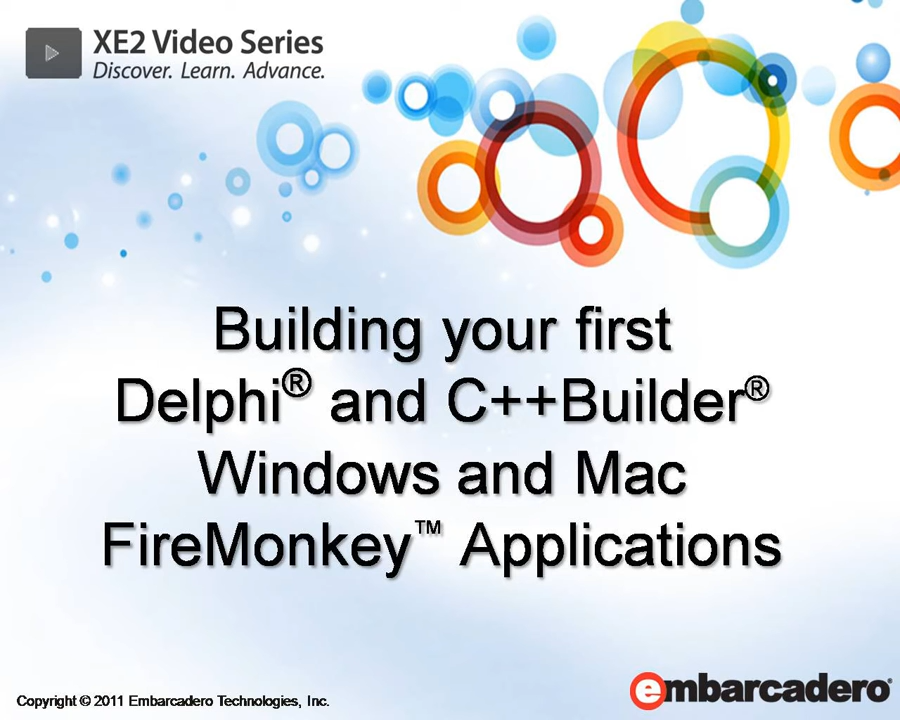 XE2 Video Series
Discover. Learn. Advance.
Building your first
Delphi® and C++Builder®
Windows and Mac
FireMonkey™ Applications
Copyright © 2011 Embarcadero Technologies, Inc.
embarcadero®